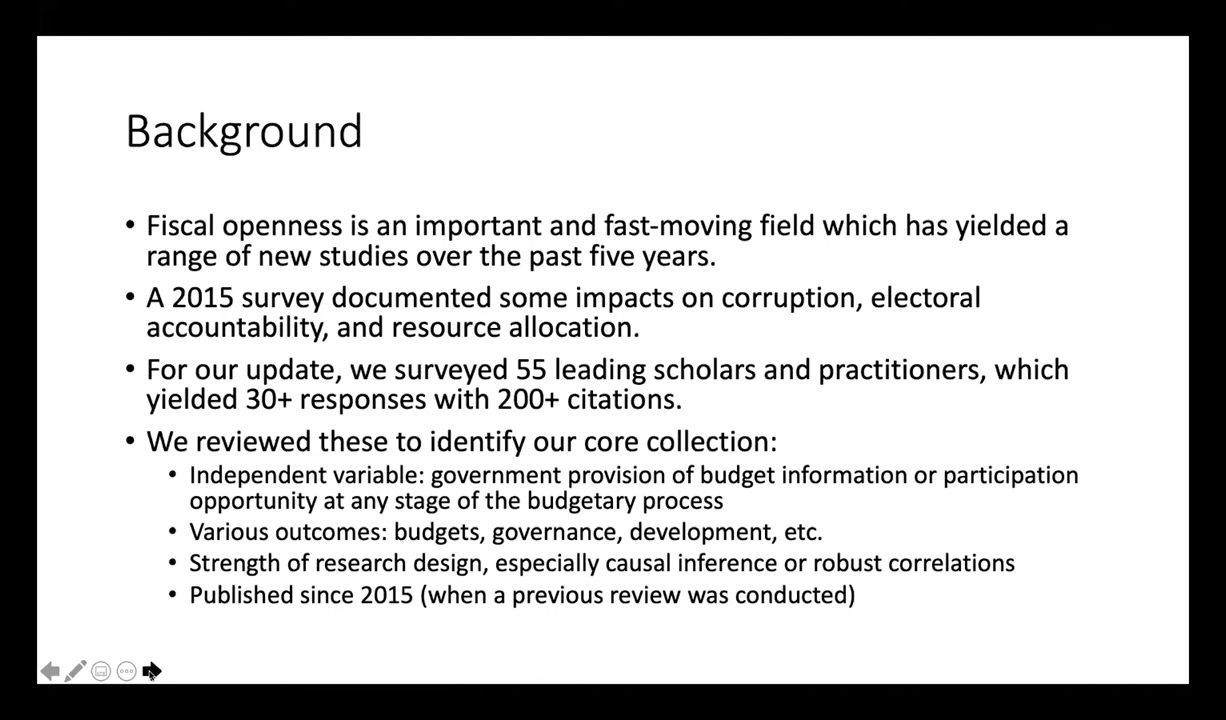 Background
• Fiscal openness is an important and fast-moving field which has yielded a
range of new studies over the past five years.
• A 2015 survey documented some impacts on corruption, electoral
accountability, and resource allocation.
• For our update, we surveyed 55 leading scholars and practitioners, which
yielded 30+ responses with 200+ citations.
• We reviewed these to identify our core collection:
• Independent variable: government provision of budget information or participation
opportunity at any stage of the budgetary process
• Various outcomes: budgets, governance, development, etc.
• Strength of research design, especially causal inference or robust correlations
• Published since 2015 (when a previous review was conducted)